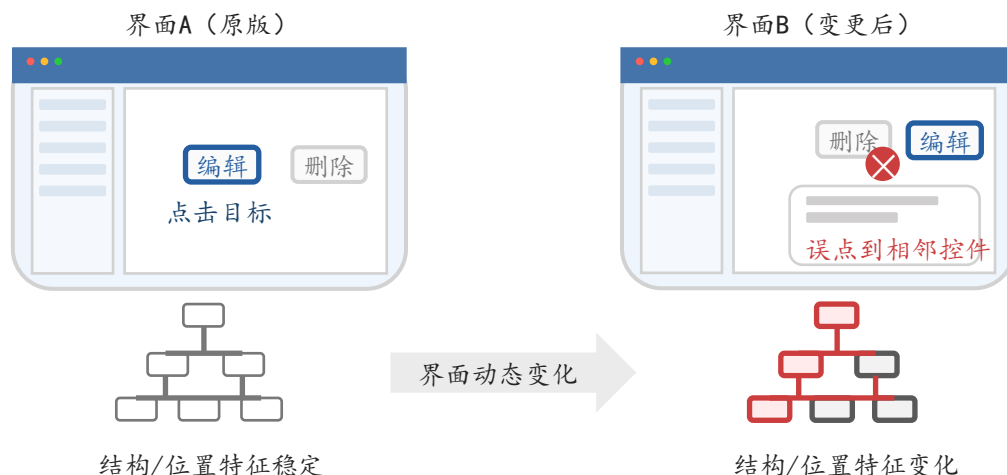 界面A（原版）
编辑
删除
点击目标
结构/位置特征稳定
界面动态变化
界面B（变更后）
删除
编辑
误点到相邻控件
结构/位置特征变化